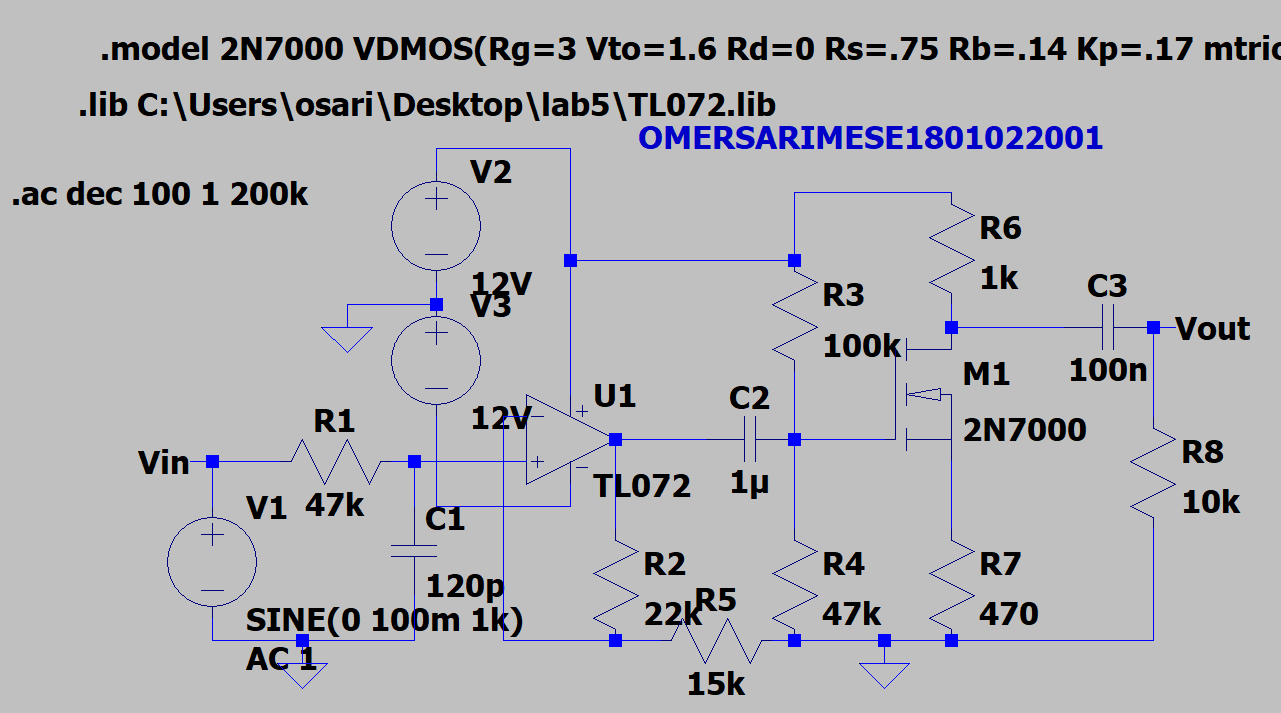 .model 2N7000 VDMOS(Rg=3 Vto=1.6 Rd=0 Rs=.75 Rb=.14 Kp=.17 mtric
.lib C:\Users\osari\Desktop\lab5\TL072.lib
OMERSARIMESE1801022001
.ac dec 100 1 200k
V2
12V
V3
12V
R6
1k
R3
100k
C3
100n
Vout
M1
2N7000
U1
TL072
C2
1µ
R1
47k
Vin
V1
SINE(0 100m 1k)
AC 1
C1
120p
R2
22k
R5
15k
R4
47k
R7
470
R8
10k